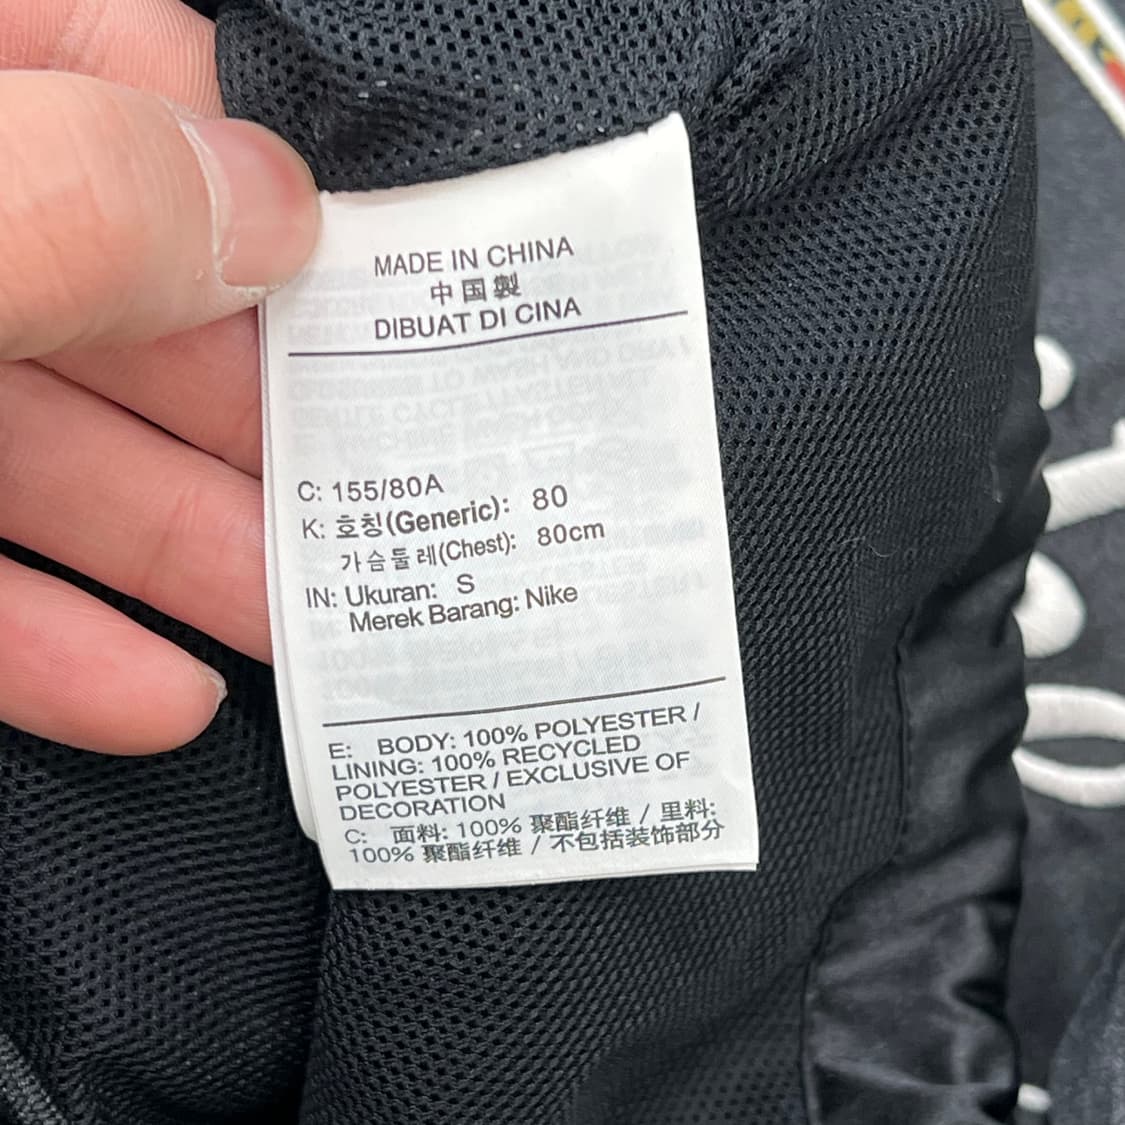 MADE IN CHINA
中国製
DIBUAT DI CINA
C: 155/80A
K: 호칭(Generic): 80
가슴둘레(Chest): 80cm
IN: Ukuran: S
Merek Barang: Nike
E: BODY: 100% POLYESTER /
LINING: 100% RECYCLED
POLYESTER / EXCLUSIVE OF
DECORATION
C: 面料: 100% 聚酯纤维 / 里料:
100% 聚酯纤维 / 不包括装饰部分